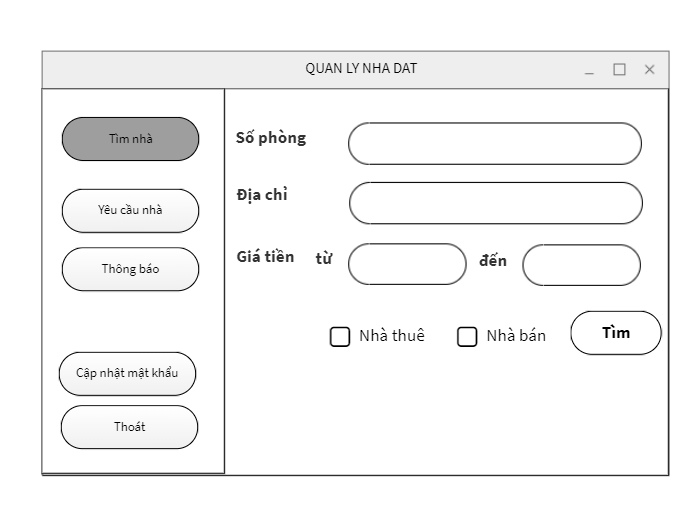 QUAN LY NHA DAT
Tìm nhà
Yêu cầu nhà
Thông báo
Cập nhật mật khẩu
Thoát
Số phòng
Địa chỉ
Giá tiền từ đến
Nhà thuê Nhà bán Tìm